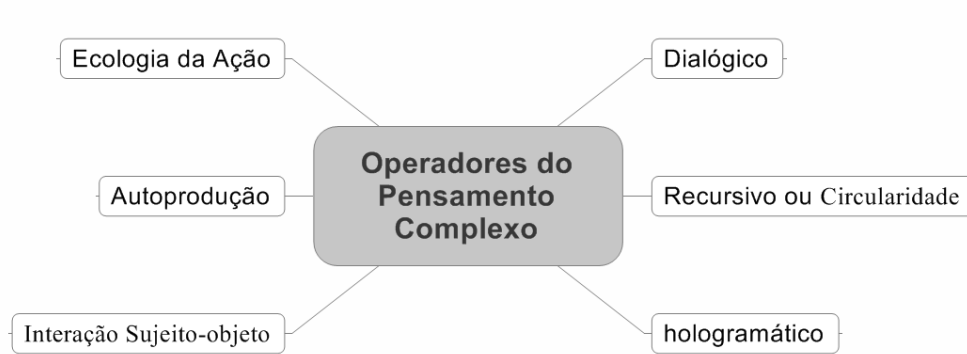 Ecologia da Ação
Dialógico
Operadores do
Pensamento
Complexo
Autoprodução
Recursivo ou Circularidade
Interação Sujeito-objeto
hologramático